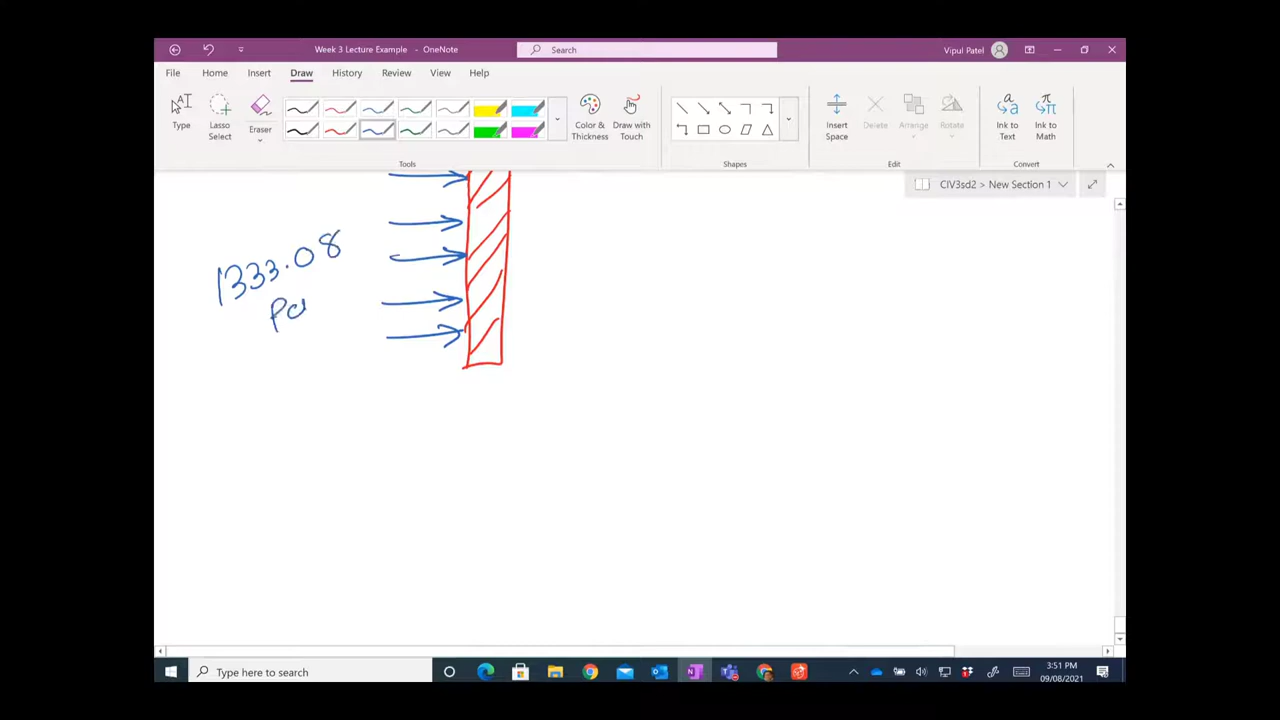 Week 3 Lecture Example - OneNote
Search
Vipul Patel
File
Home
Insert
Draw
History
Review
View
Help
Type
Lasso
Select
Eraser
Color &
Thickness
Draw with
Touch
Insert
Space
Delete
Arrange
Rotate
a
a
Ink to
Text
π
π
Ink to
Math
Tools
Shapes
Edit
Convert
CIV3sd2 > New Section 1
1333.08
Pa
Type here to search
3:51 PM
09/08/2021